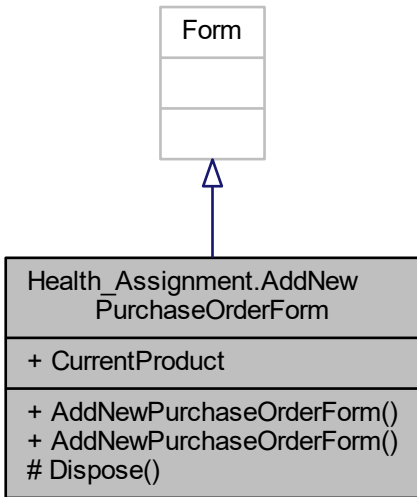 Form
Health_Assignment.AddNew
PurchaseOrderForm
+ CurrentProduct
+ AddNewPurchaseOrderForm()
+ AddNewPurchaseOrderForm()
# Dispose()